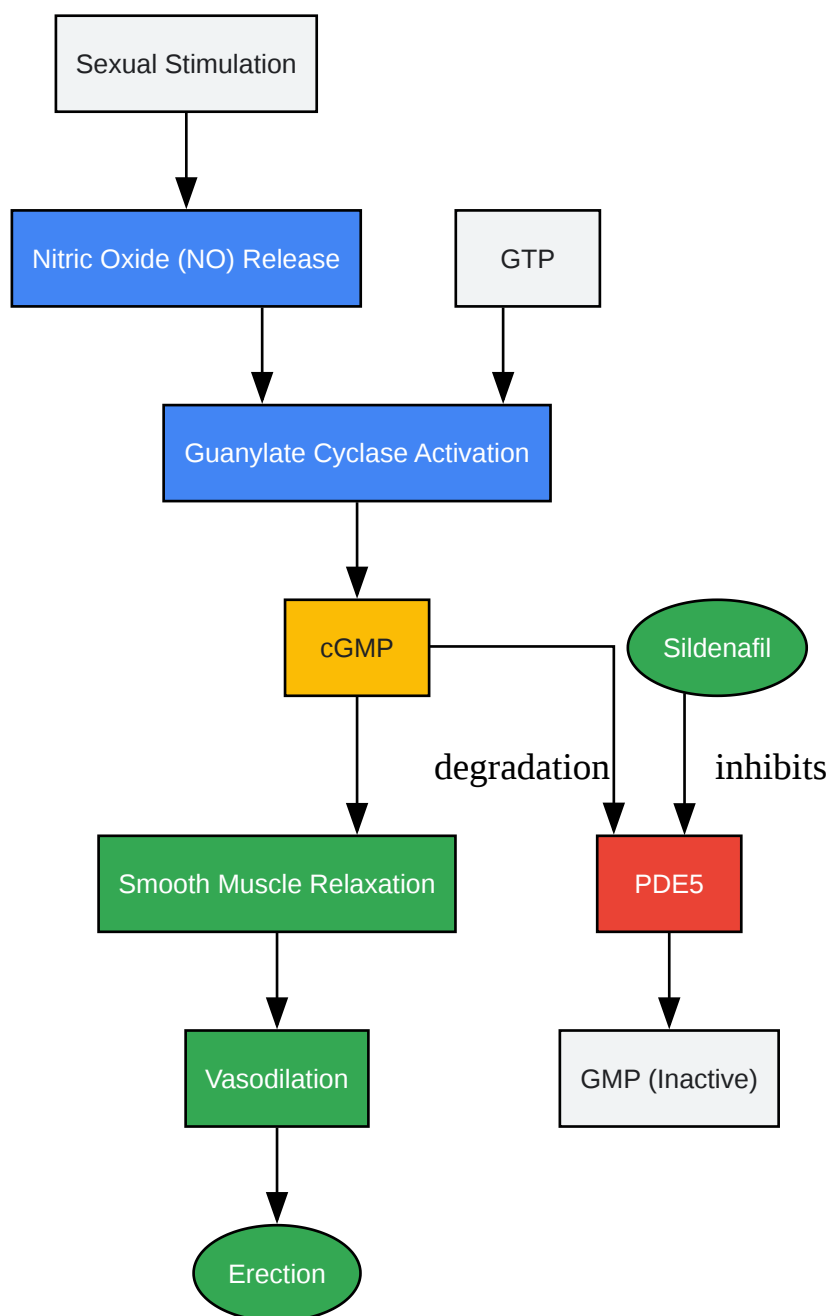 Sexual Stimulation
Nitric Oxide (NO) Release
GTP
Guanylate Cyclase Activation
cGMP
Sildenafil
degradation
inhibits
Smooth Muscle Relaxation
PDE5
Vasodilation
GMP (Inactive)
Erection